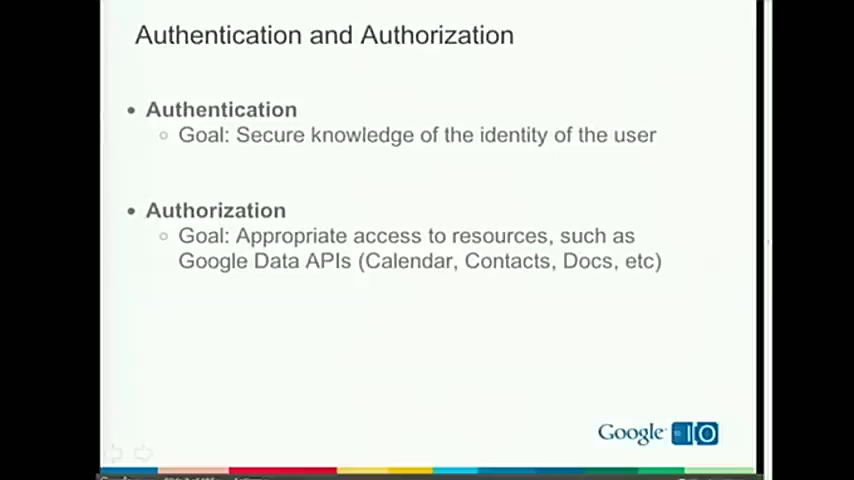 Authentication and Authorization
• Authentication
○ Goal: Secure knowledge of the identity of the user
• Authorization
○ Goal: Appropriate access to resources, such as
Google Data APIs (Calendar, Contacts, Docs, etc)
Google IO